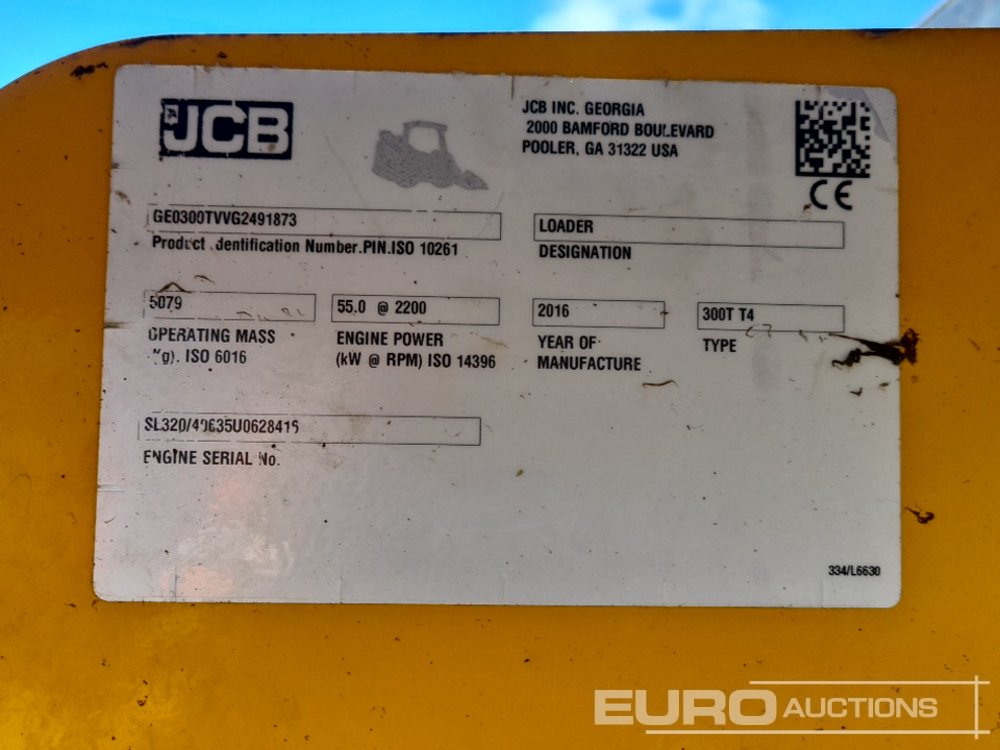 JCB
JCB INC. GEORGIA
2000 BAMFORD BOULEVARD
POOLER, GA 31322 USA
CE
GE0300TVVG2491873
Product Identification Number.PIN.ISO 10261
LOADER
DESIGNATION
5079
OPERATING MASS
(Kg). ISO 6016
55.0 @ 2200
ENGINE POWER
(kW @ RPM) ISO 14396
2016
YEAR OF
MANUFACTURE
300T T4
TYPE
ENGINE SERIAL No.
334/L6630
EURO AUCTIONS